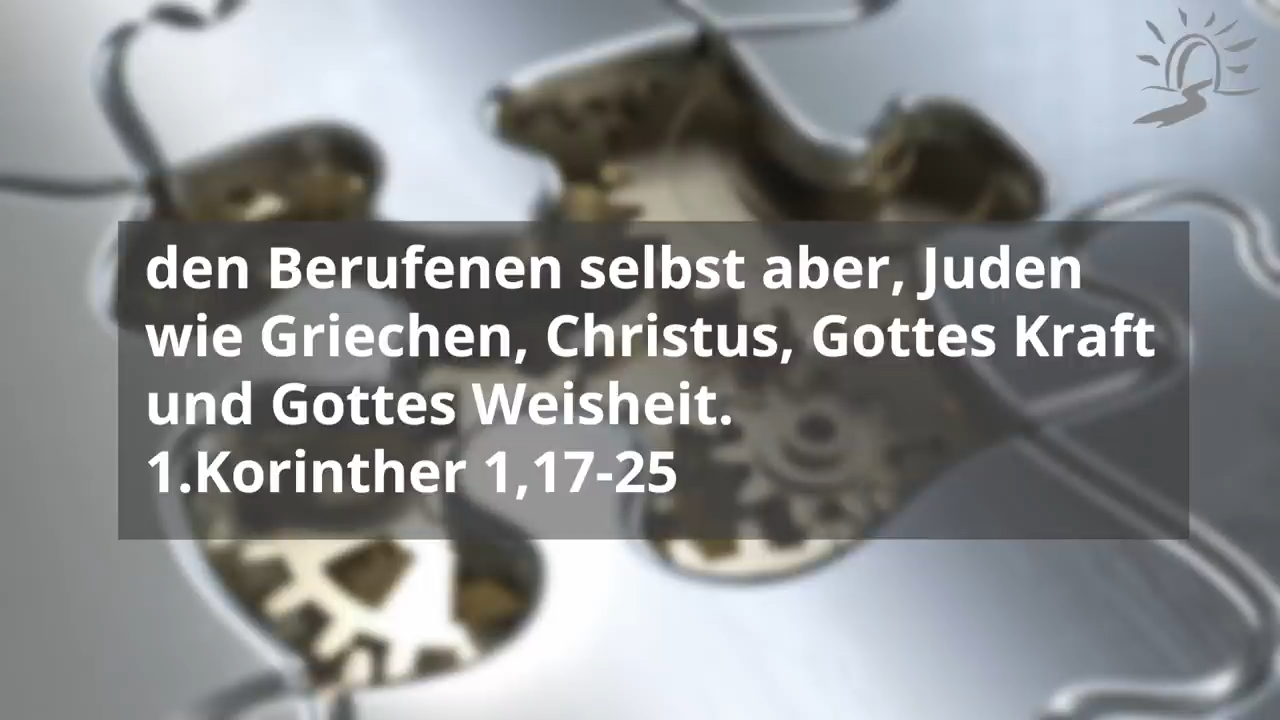 den Berufenen selbst aber, Juden
wie Griechen, Christus, Gottes Kraft
und Gottes Weisheit.
1.Korinther 1,17-25